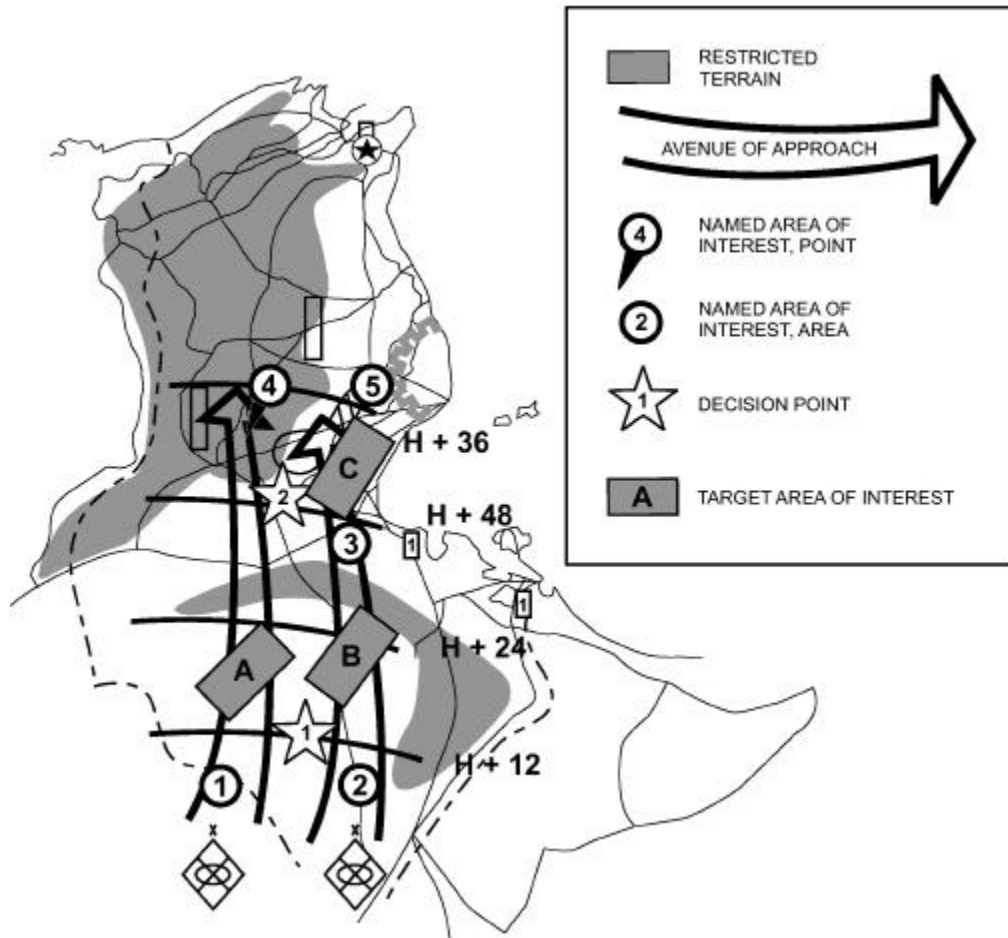 RESTRICTED
TERRAIN
AVENUE OF APPROACH
4
NAMED AREA OF
INTEREST, POINT
2
NAMED AREA OF
INTEREST, AREA
1
DECISION POINT
A
TARGET AREA OF INTEREST
4
5
C
H + 36
2
H + 48
3
1
1
A
B
H + 24
1
H + 12
1
2
x
x